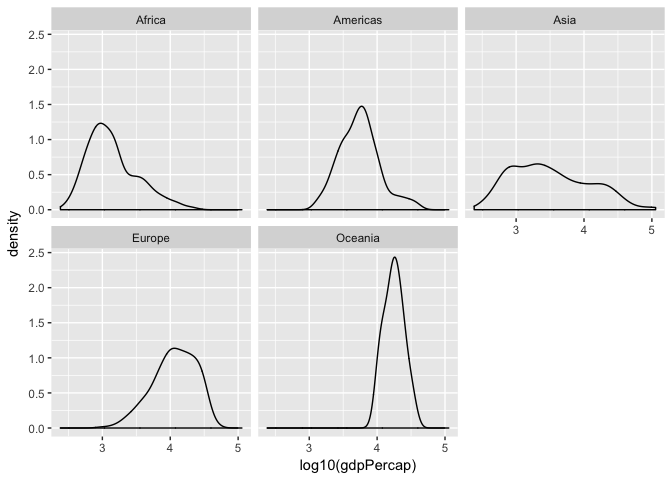 Africa Americas Asia
2.5
2.0
1.5
1.0
0.5
0.0
3 4 5
density
Europe Oceania
2.5
2.0
1.5
1.0
0.5
0.0
3 4 5 3 4 5
log10(gdpPercap)